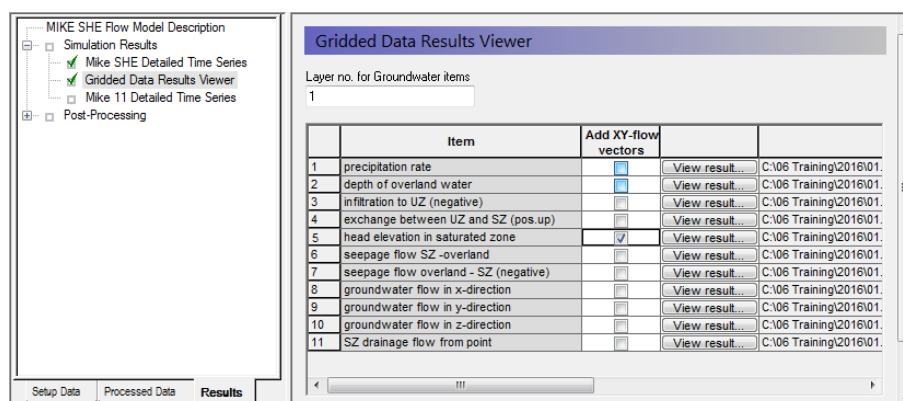 MIKE SHE Flow Model Description
Simulation Results
Mike SHE Detailed Time Series
Gridded Data Results Viewer
Mike 11 Detailed Time Series
Post-Processing
Setup Data Processed Data Results
Gridded Data Results Viewer
Layer no. for Groundwater items
1
Item Add XY-flow vectors
1 precipitation rate View result... C:\06 Training\2016\01.
2 depth of overland water View result... C:\06 Training\2016\01.
3 infiltration to UZ (negative) View result... C:\06 Training\2016\01.
4 exchange between UZ and SZ (pos.up) View result... C:\06 Training\2016\01.
5 head elevation in saturated zone View result... C:\06 Training\2016\01.
6 seepage flow SZ -overland View result... C:\06 Training\2016\01.
7 seepage flow overland - SZ (negative) View result... C:\06 Training\2016\01.
8 groundwater flow in x-direction View result... C:\06 Training\2016\01.
9 groundwater flow in y-direction View result... C:\06 Training\2016\01.
10 groundwater flow in z-direction View result... C:\06 Training\2016\01.
11 SZ drainage flow from point View result... C:\06 Training\2016\01.